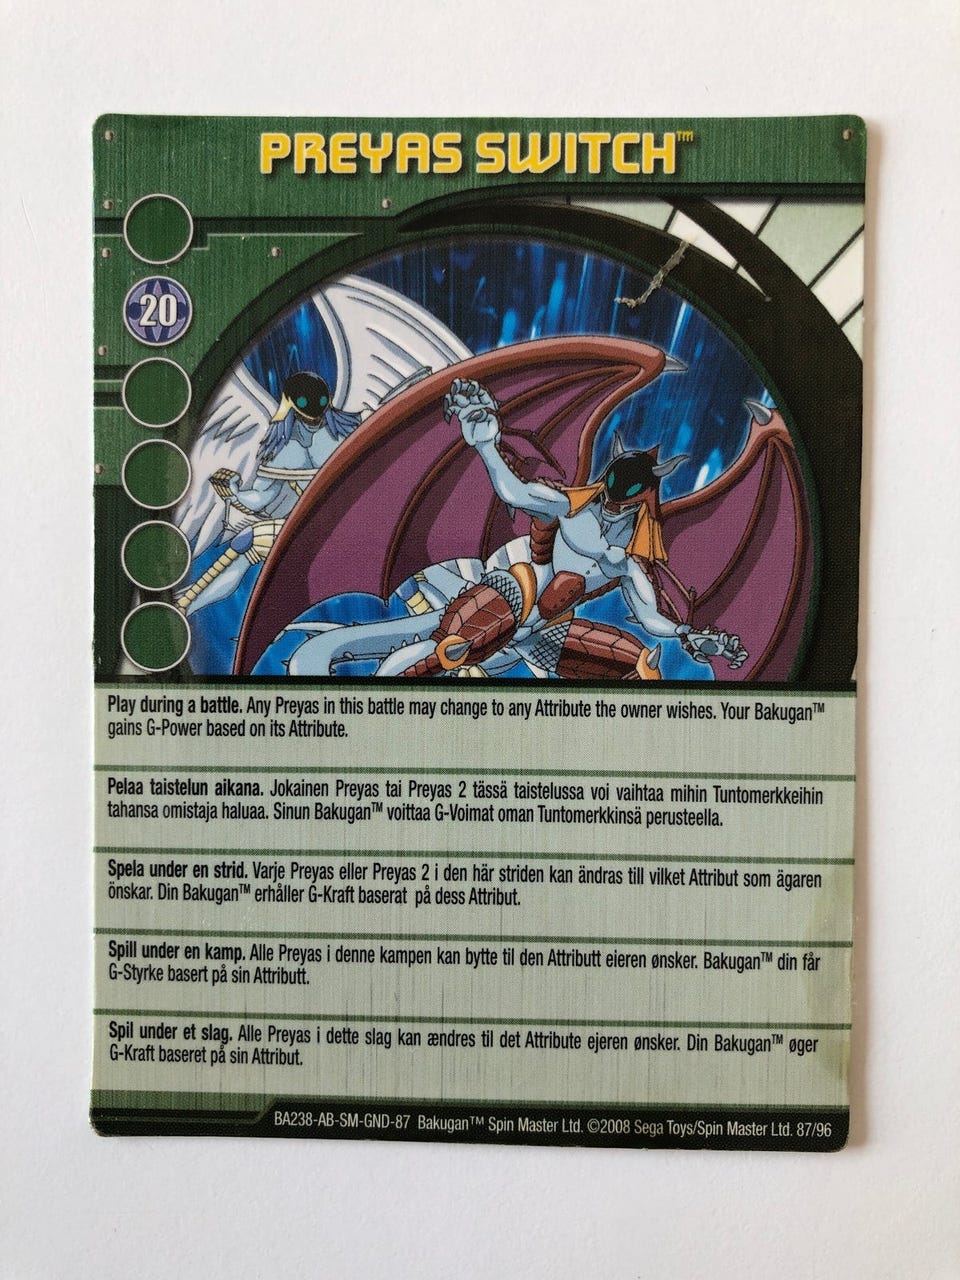 PREYAS SWITCH™
20
Play during a battle. Any Preyas in this battle may change to any Attribute the owner wishes. Your Bakugan™
gains G-Power based on its Attribute.
Pelaa taistelun aikana. Jokainen Preyas tai Preyas 2 tässä taistelussa voi vaihtaa mihin Tuntomerkkeihin
tahansa omistaja haluaa. Sinun Bakugan™ voittaa G-Voimat oman Tuntomerkkinsä perusteella.
Spela under en strid. Varje Preyas eller Preyas 2 i den här striden kan ändras till vilket Attribut som ägaren
önskar. Din Bakugan™ erhåller G-Kraft baserat på dess Attribut.
Spill under en kamp. Alle Preyas i denne kampen kan bytte til den Attributt eieren ønsker. Bakugan™ din får
G-Styrke basert på sin Attributt.
Spil under et slag. Alle Preyas i dette slag kan ændres til det Attribute ejeren ønsker. Din Bakugan™ øger
G-Kraft baseret på sin Attribut.
BA238-AB-SM-GND-87 Bakugan™ Spin Master Ltd. ©2008 Sega Toys/Spin Master Ltd. 87/96